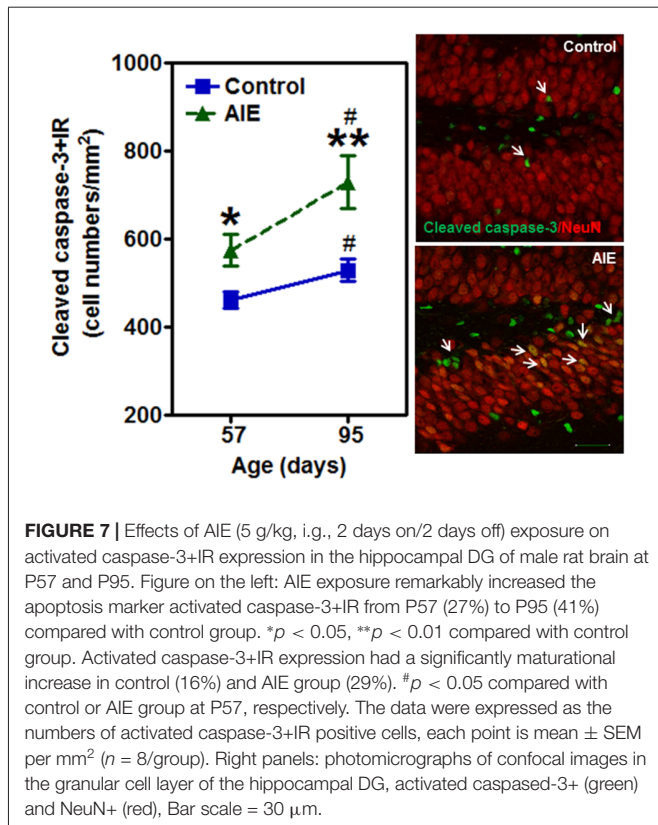 1000
800
600
400
200
Cleaved caspase-3+IR
(cell numbers/mm²)
Control
AIE
*
#
**
#
57
95
Age (days)
Control
Cleaved caspase-3/NeuN
AIE
FIGURE 7 | Effects of AIE (5 g/kg, i.g., 2 days on/2 days off) exposure on
activated caspase-3+IR expression in the hippocampal DG of male rat brain at
P57 and P95. Figure on the left: AIE exposure remarkably increased the
apoptosis marker activated caspase-3+IR from P57 (27%) to P95 (41%)
compared with control group. *p < 0.05, **p < 0.01 compared with control
group. Activated caspase-3+IR expression had a significantly maturational
increase in control (16%) and AIE group (29%). #p < 0.05 compared with
control or AIE group at P57, respectively. The data were expressed as the
numbers of activated caspase-3+IR positive cells, each point is mean ± SEM
per mm² (n = 8/group). Right panels: photomicrographs of confocal images in
the granular cell layer of the hippocampal DG, activated caspased-3+ (green)
and NeuN+ (red), Bar scale = 30 μm.